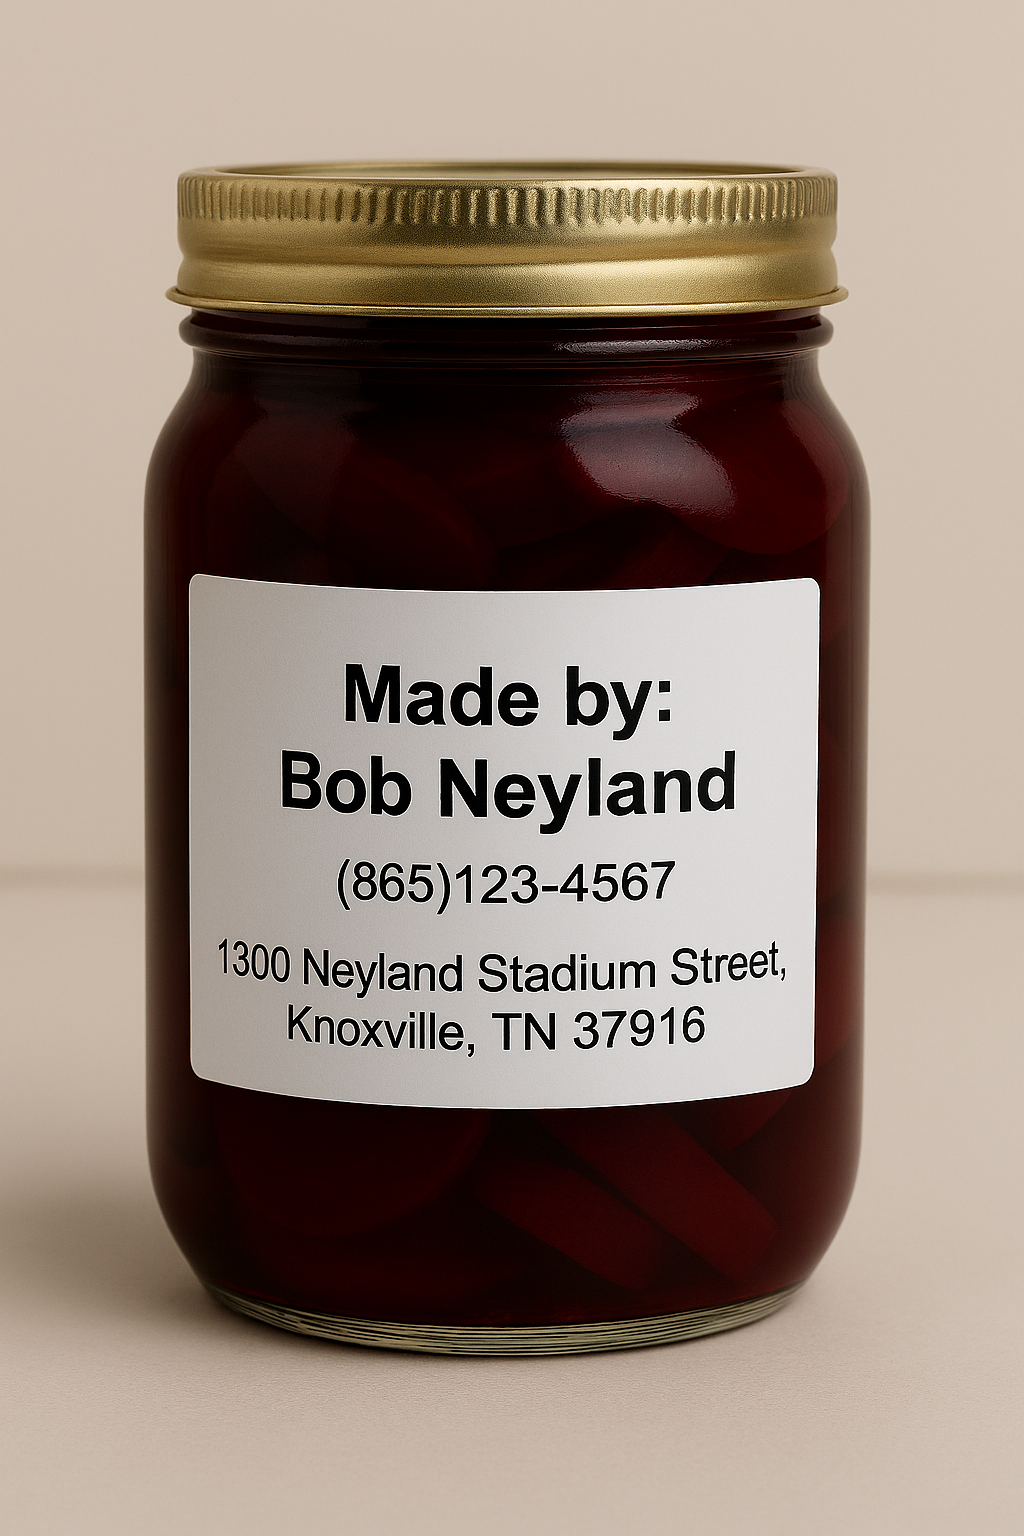 Made by:
Bob Neyland
(865)123-4567
1300 Neyland Stadium Street,
Knoxville, TN 37916